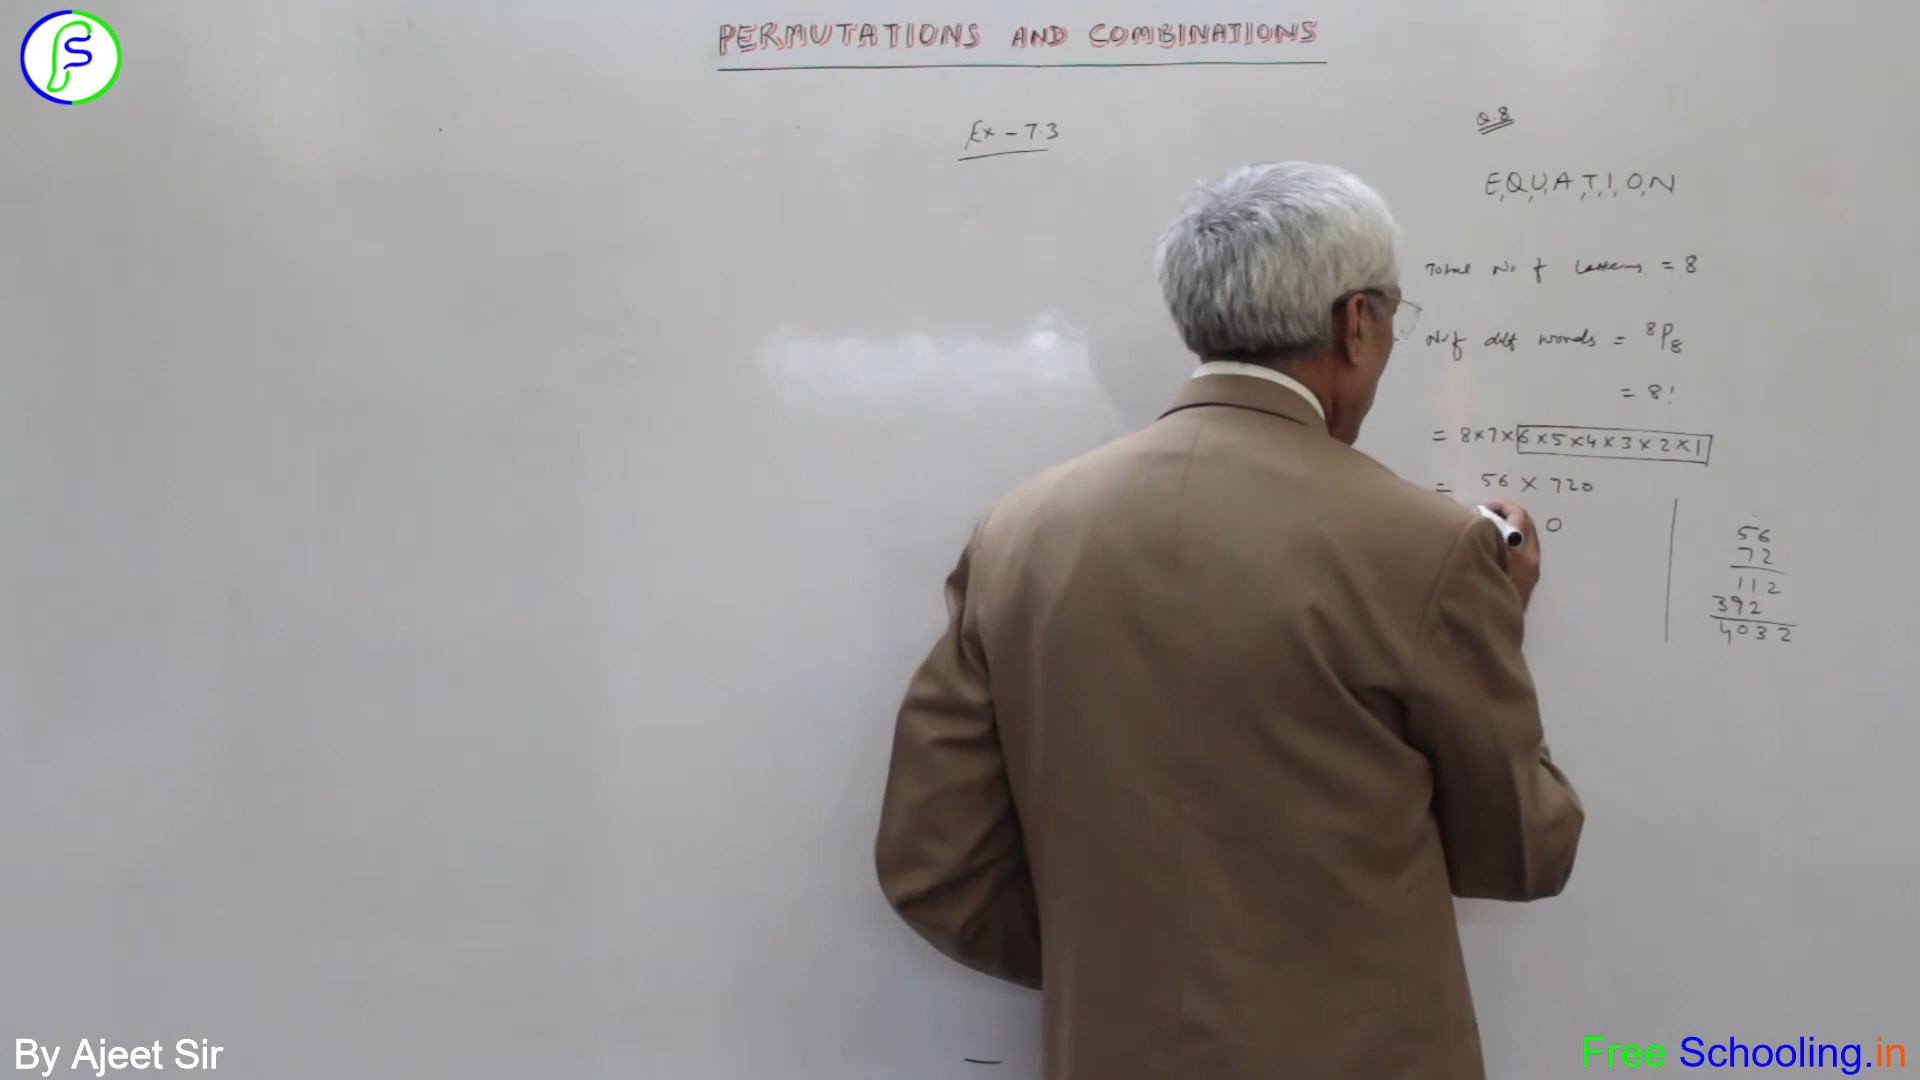 PERMUTATIONS AND COMBINATIONS
Ex - 7.3
Q.8
E,Q,U,A,T,I,O,N
Total No of Letters = 8
N.of diff words = ⁸P₈
= 8!
= 8×7×6×5×4×3×2×1
= 56 × 720
0
56
72
112
392
4032
By Ajeet Sir
Free Schooling.in